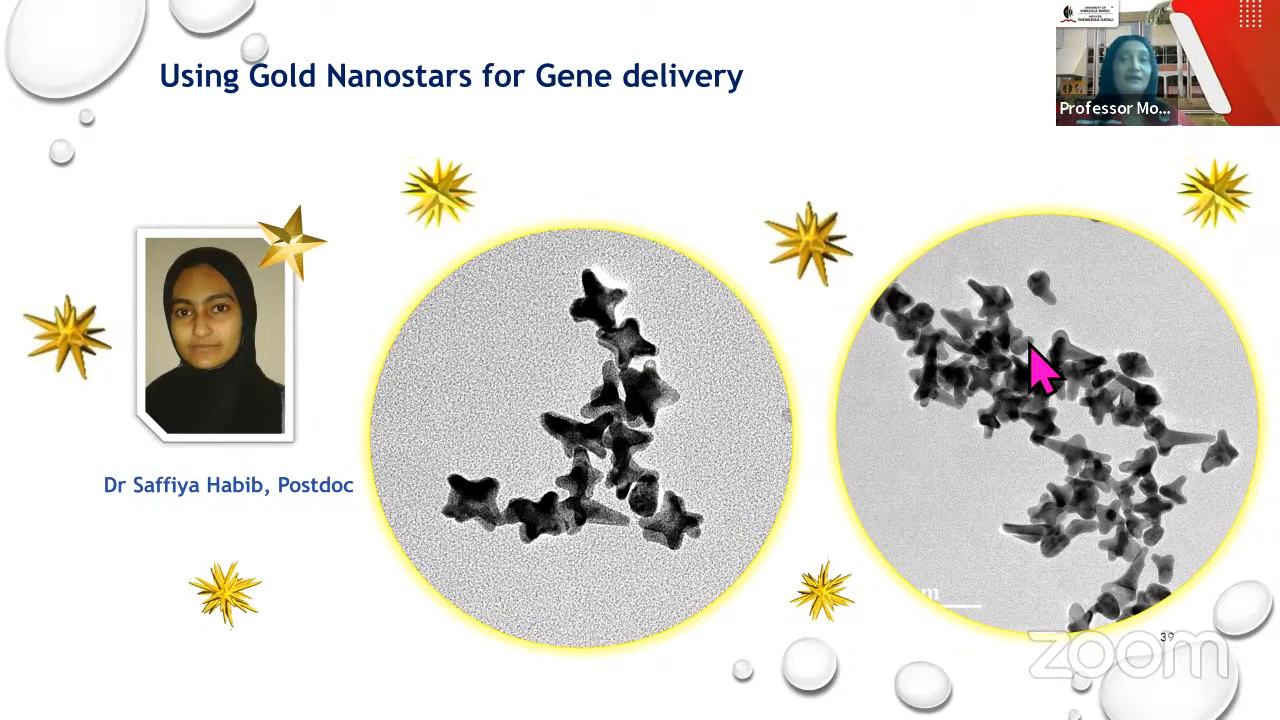 Using Gold Nanostars for Gene delivery
Professor Mo...
Dr Saffiya Habib, Postdoc
m
39
zoom